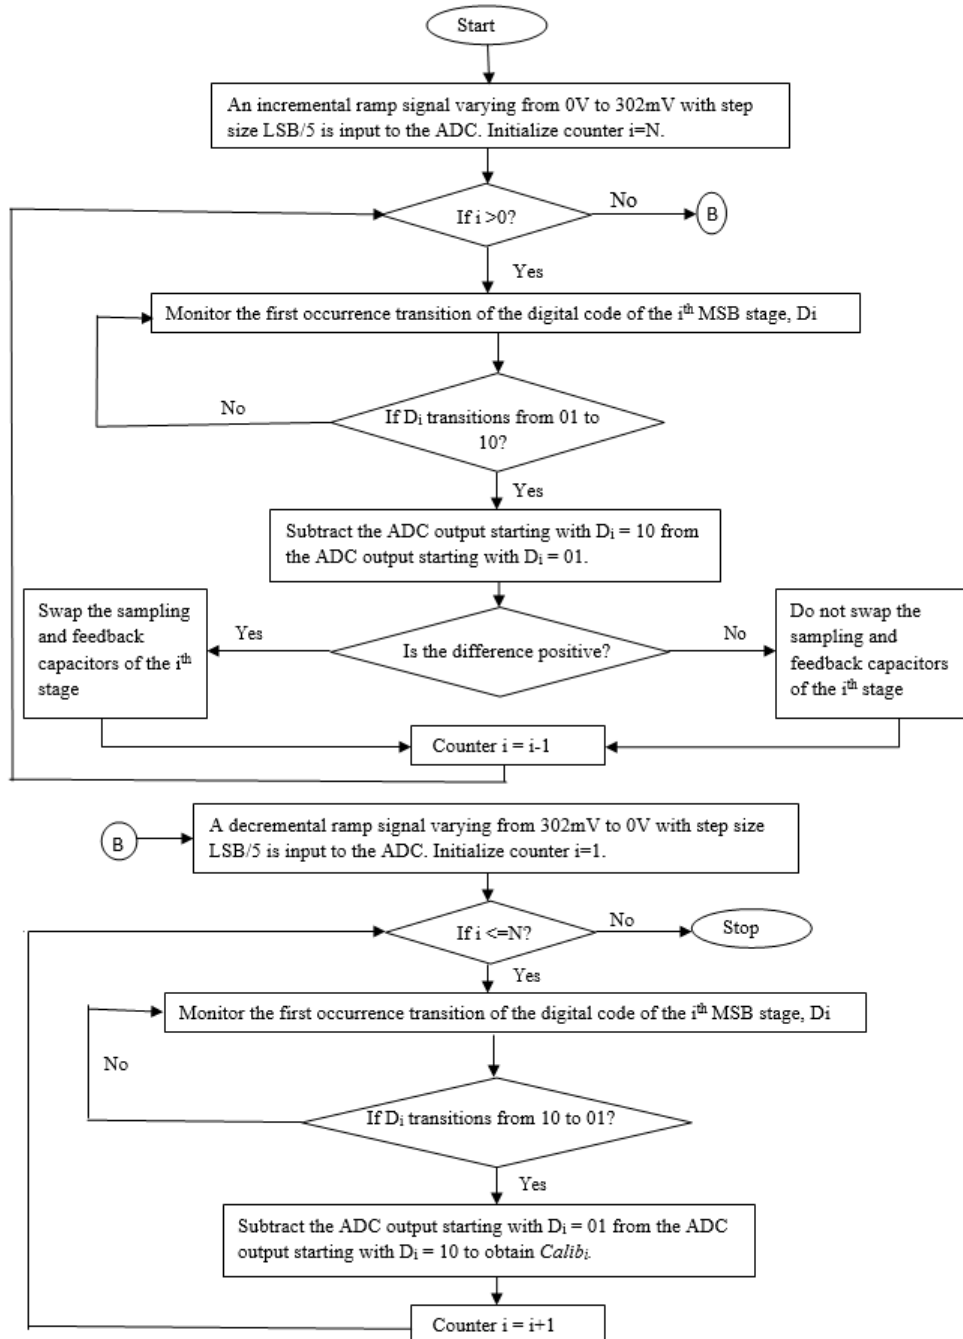 Start
An incremental ramp signal varying from 0V to 302mV with step
size LSB/5 is input to the ADC. Initialize counter i=N.
If i >0?
No
B
Yes
Monitor the first occurrence transition of the digital code of the ith MSB stage, Di
No
If Di transitions from 01 to
10?
Yes
Subtract the ADC output starting with Di = 10 from
the ADC output starting with Di = 01.
Swap the sampling
and feedback
capacitors of the ith
stage
Yes
Is the difference positive?
No
Do not swap the
sampling and
feedback capacitors
of the ith stage
Counter i = i-1
B
A decremental ramp signal varying from 302mV to 0V with step size
LSB/5 is input to the ADC. Initialize counter i=1.
If i <=N?
No
Stop
Yes
Monitor the first occurrence transition of the digital code of the ith MSB stage, Di
No
If Di transitions from 10 to 01?
Yes
Subtract the ADC output starting with Di = 01 from the ADC
output starting with Di = 10 to obtain Calibi.
Counter i = i+1